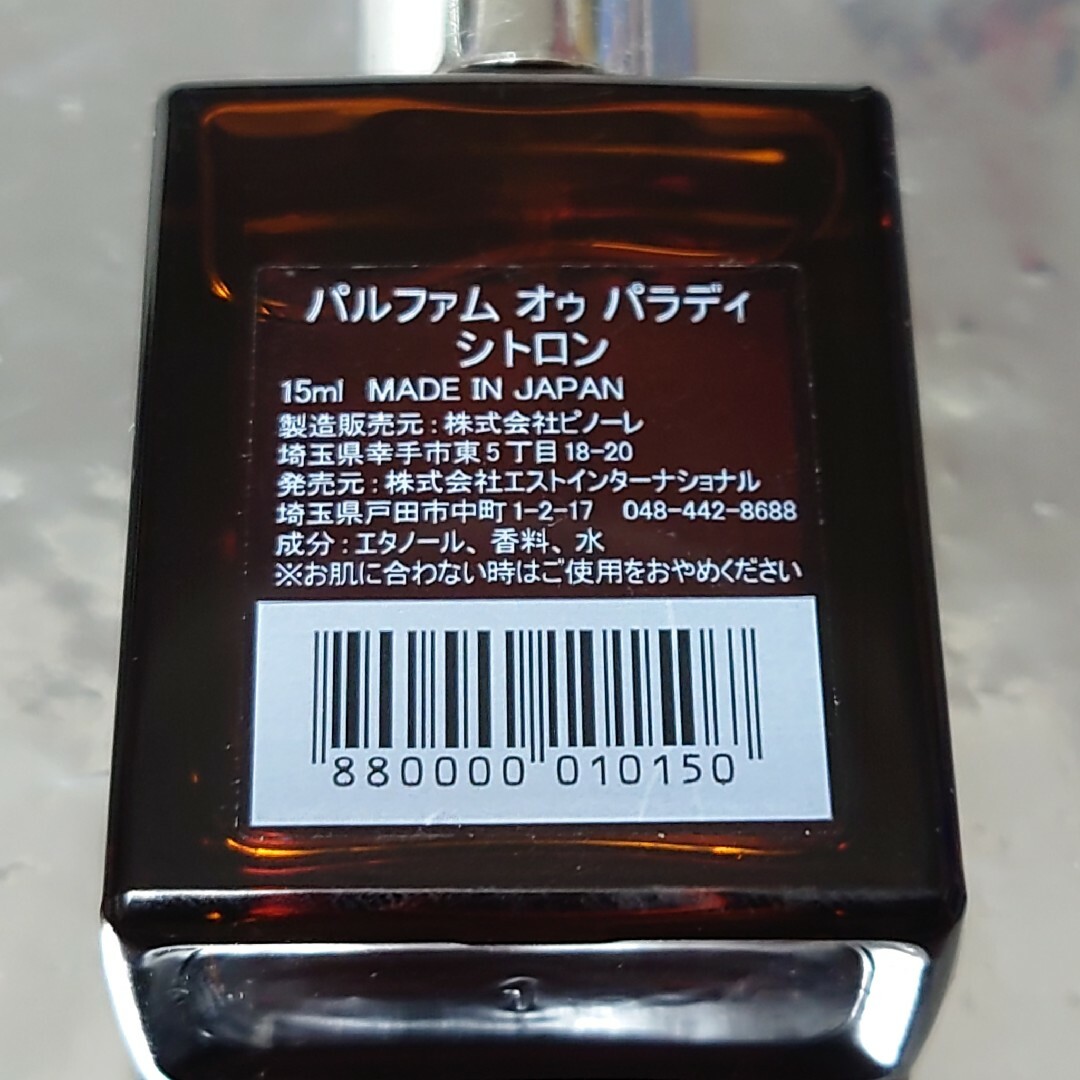 パルファム オゥ パラディ
シトロン
15ml MADE IN JAPAN
製造販売元：株式会社ピノーレ
埼玉県幸手市東5丁目18-20
発売元：株式会社エストインターナショナル
埼玉県戸田市中町1-2-17 048-442-8688
成分：エタノール、香料、水
※お肌に合わない時はご使用をおやめください
880000 010150